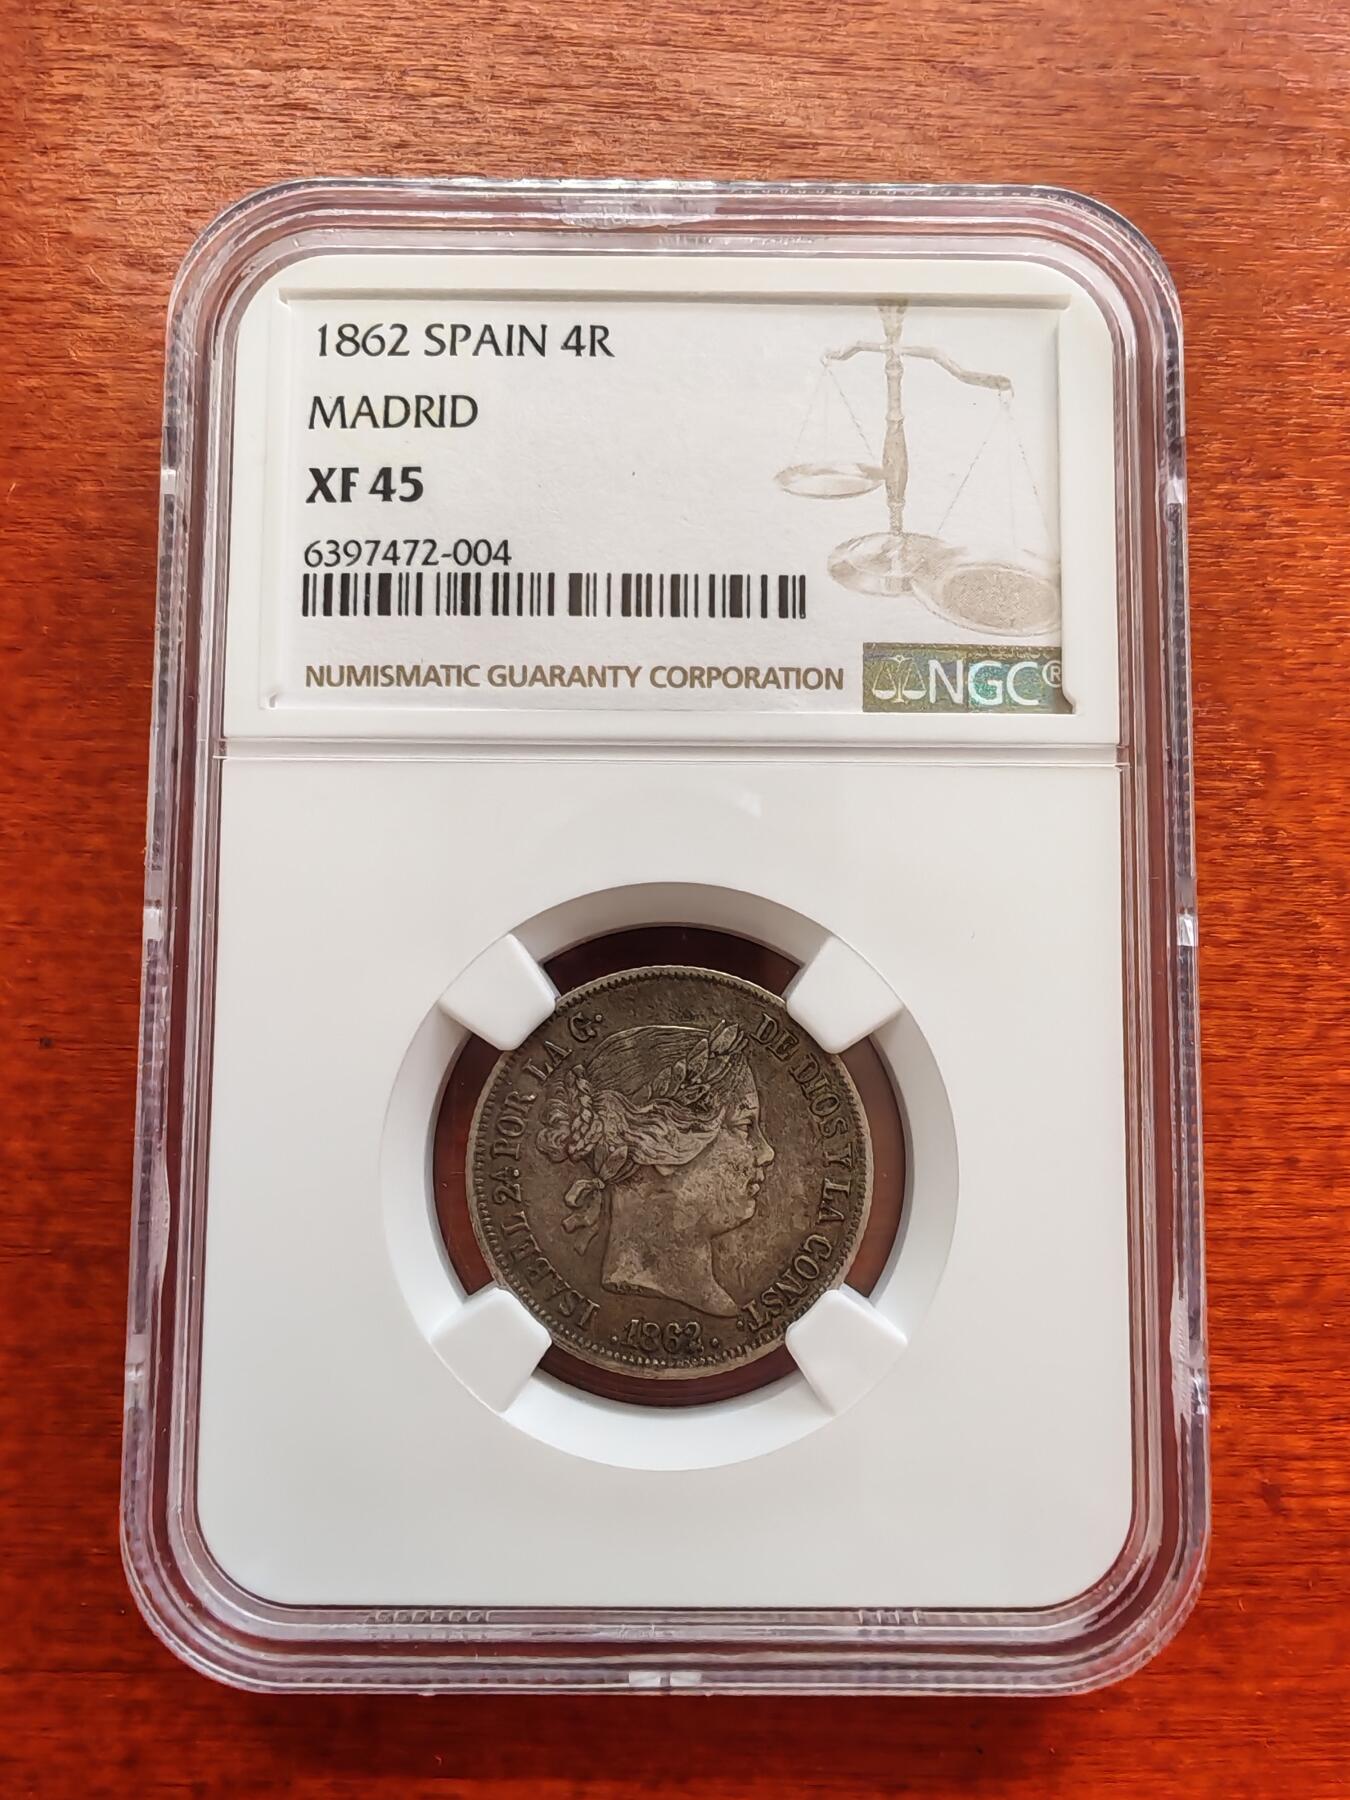 1862 SPAIN 4R
MADRID
XF 45
6397472-004
NUMISMATIC GUARANTY CORPORATION
NGC®
ISABEL 2ª POR LA G. DE DIOS Y LA CONST.
.1862.